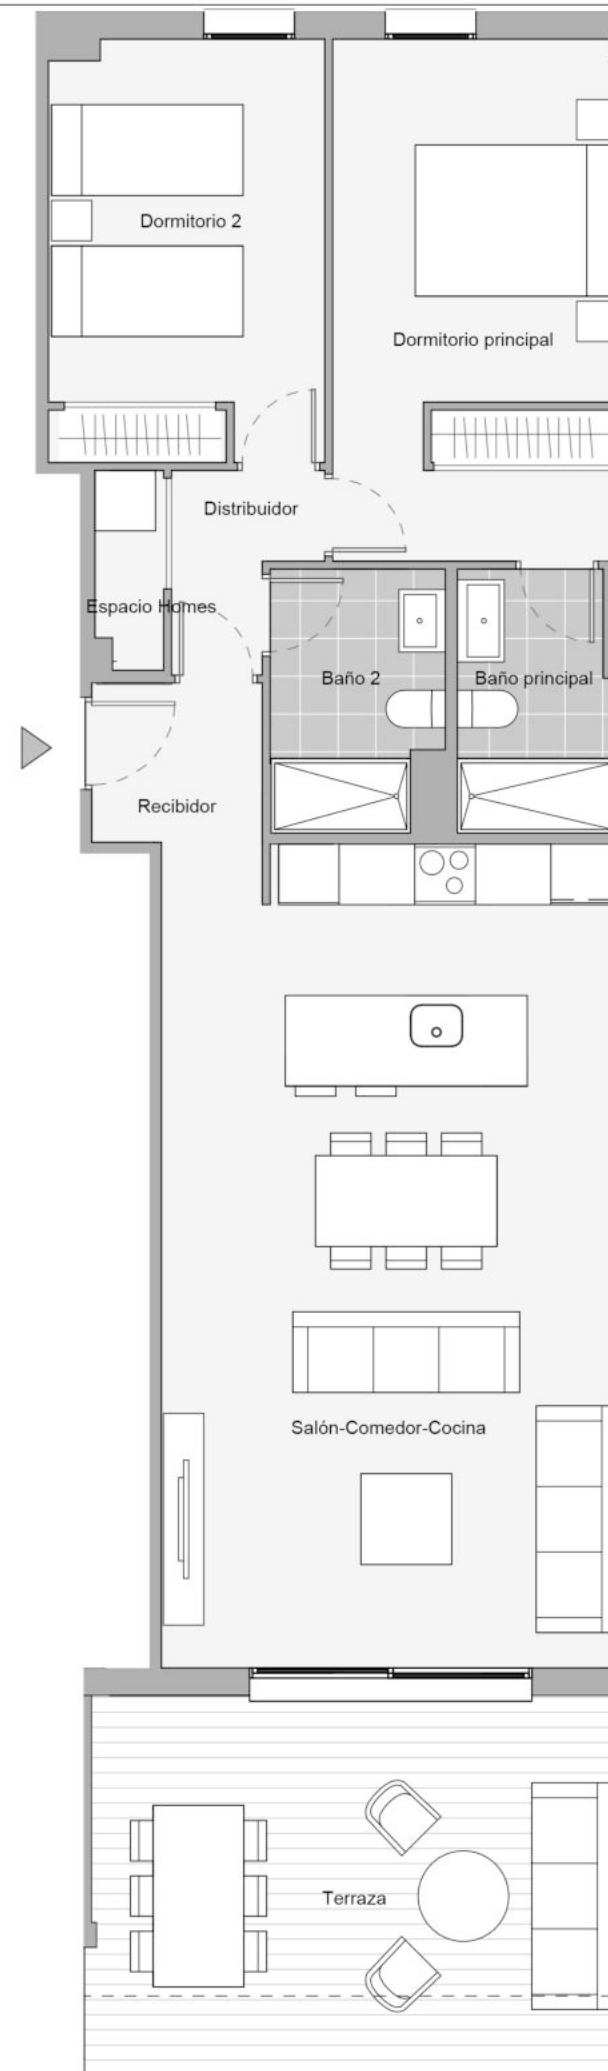 Dormitorio 2
Dormitorio principal
Distribuidor
Espacio Homes
Baño 2
Baño principal
Recibidor
Salón-Comedor-Cocina
Terraza